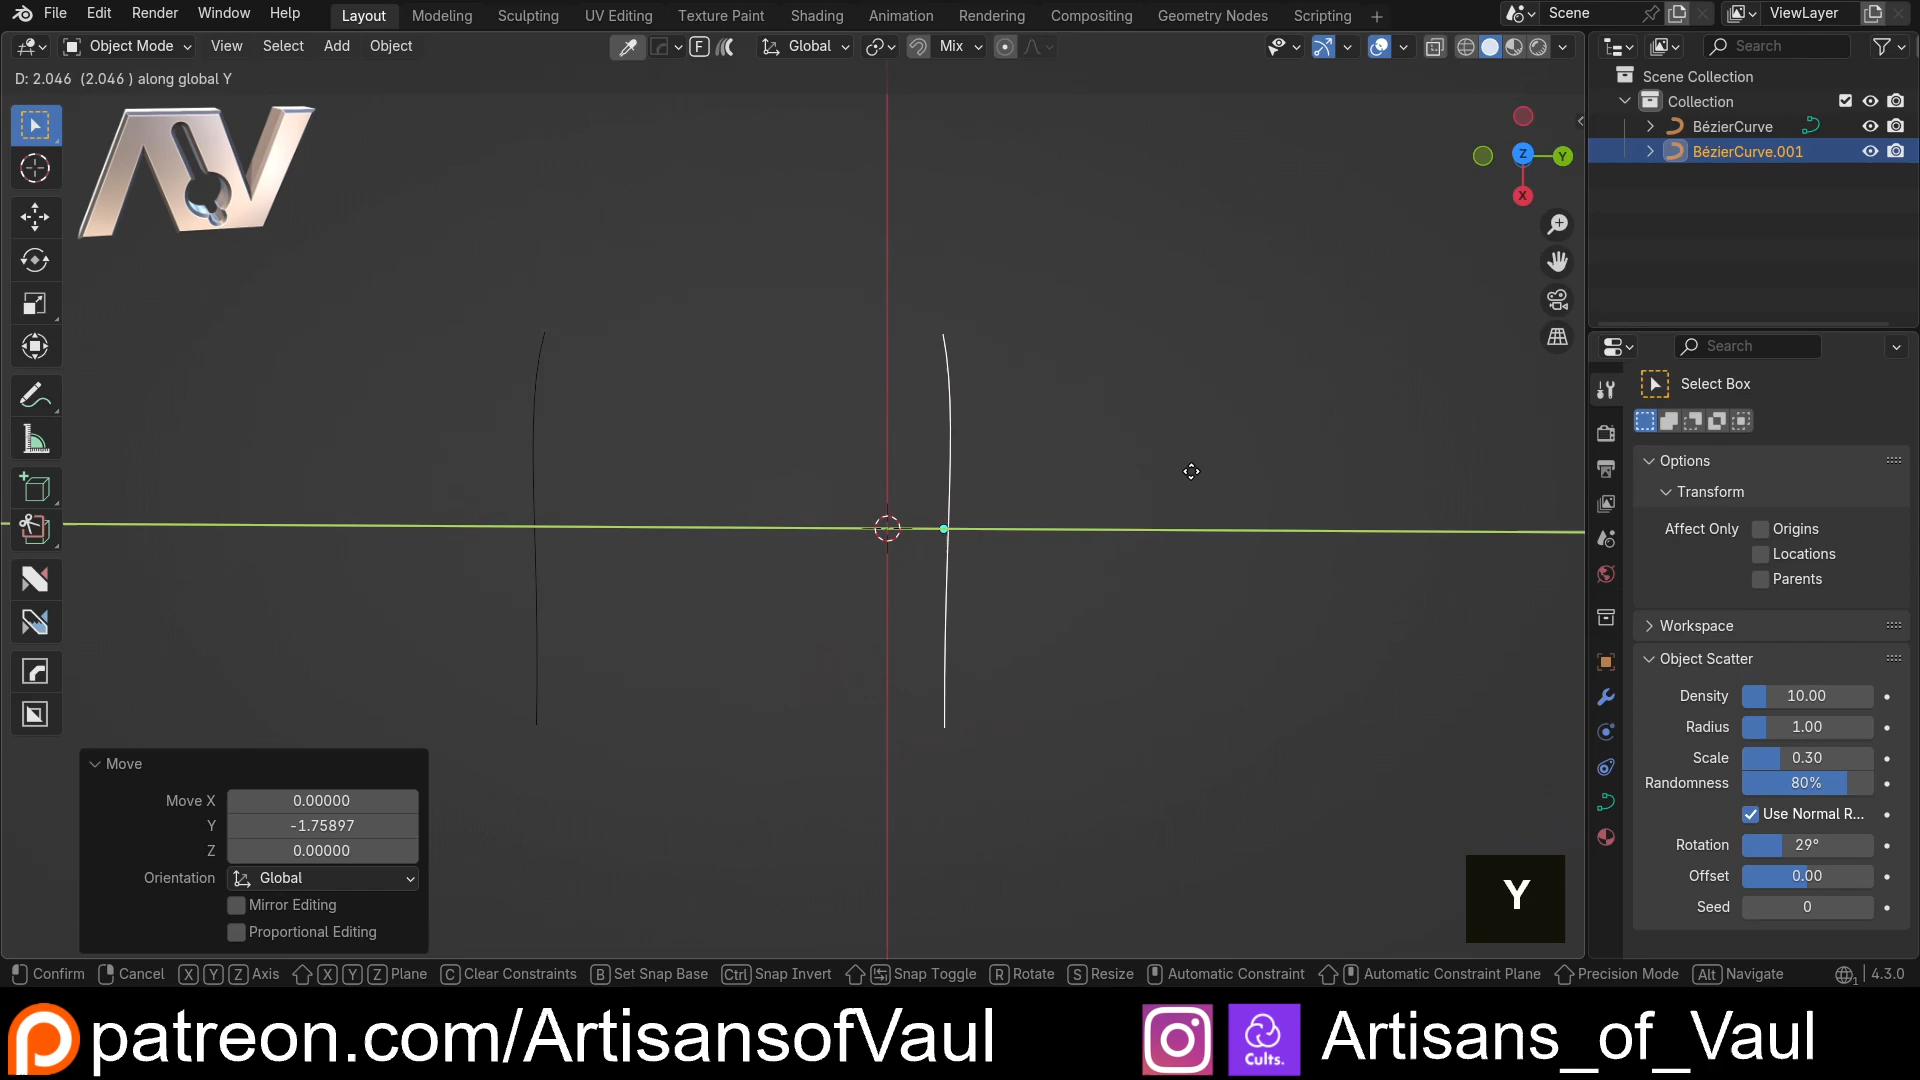 File Edit Render Window Help Layout Modeling Sculpting UV Editing Texture Paint Shading Animation Rendering Compositing Geometry Nodes Scripting + Scene ViewLayer
Object Mode View Select Add Object F Global Mix Search
D: 2.046 (2.046 ) along global Y
Scene Collection
Collection
BézierCurve
BézierCurve.001
Z
Y
X
Search
Select Box
Options
Transform
Affect Only Origins
Locations
Parents
Workspace
Object Scatter
Density 10.00
Radius 1.00
Scale 0.30
Randomness 80%
Use Normal R...
Rotation 29°
Offset 0.00
Seed 0
Move
Move X 0.00000
Y -1.75897
Z 0.00000
Orientation Global
Mirror Editing
Proportional Editing
Y
Confirm Cancel X Y Z Axis X Y Z Plane C Clear Constraints B Set Snap Base Ctrl Snap Invert Snap Toggle R Rotate S Resize Automatic Constraint Automatic Constraint Plane Precision Mode Alt Navigate 4.3.0
patreon.com/ArtisansofVaul
Cults.
Artisans_of_Vaul